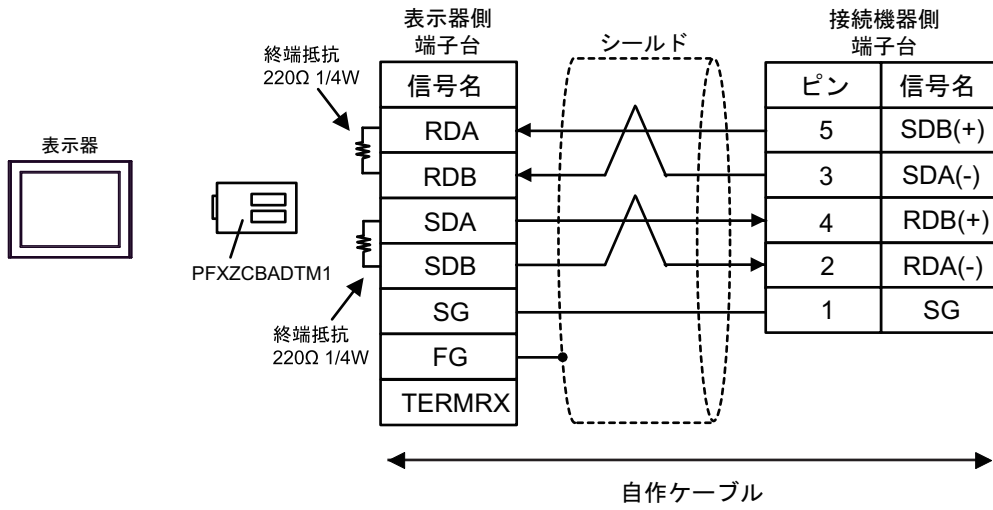 表示器側
端子台
シールド
接続機器側
端子台
終端抵抗
220Ω 1/4W
信号名
ピン 信号名
RDA 5 SDB(+)
表示器
RDB 3 SDA(-)
SDA 4 RDB(+)
PFXZCBADTM1
SDB 2 RDA(-)
SG 1 SG
終端抵抗
220Ω 1/4W
FG
TERMRX
自作ケーブル